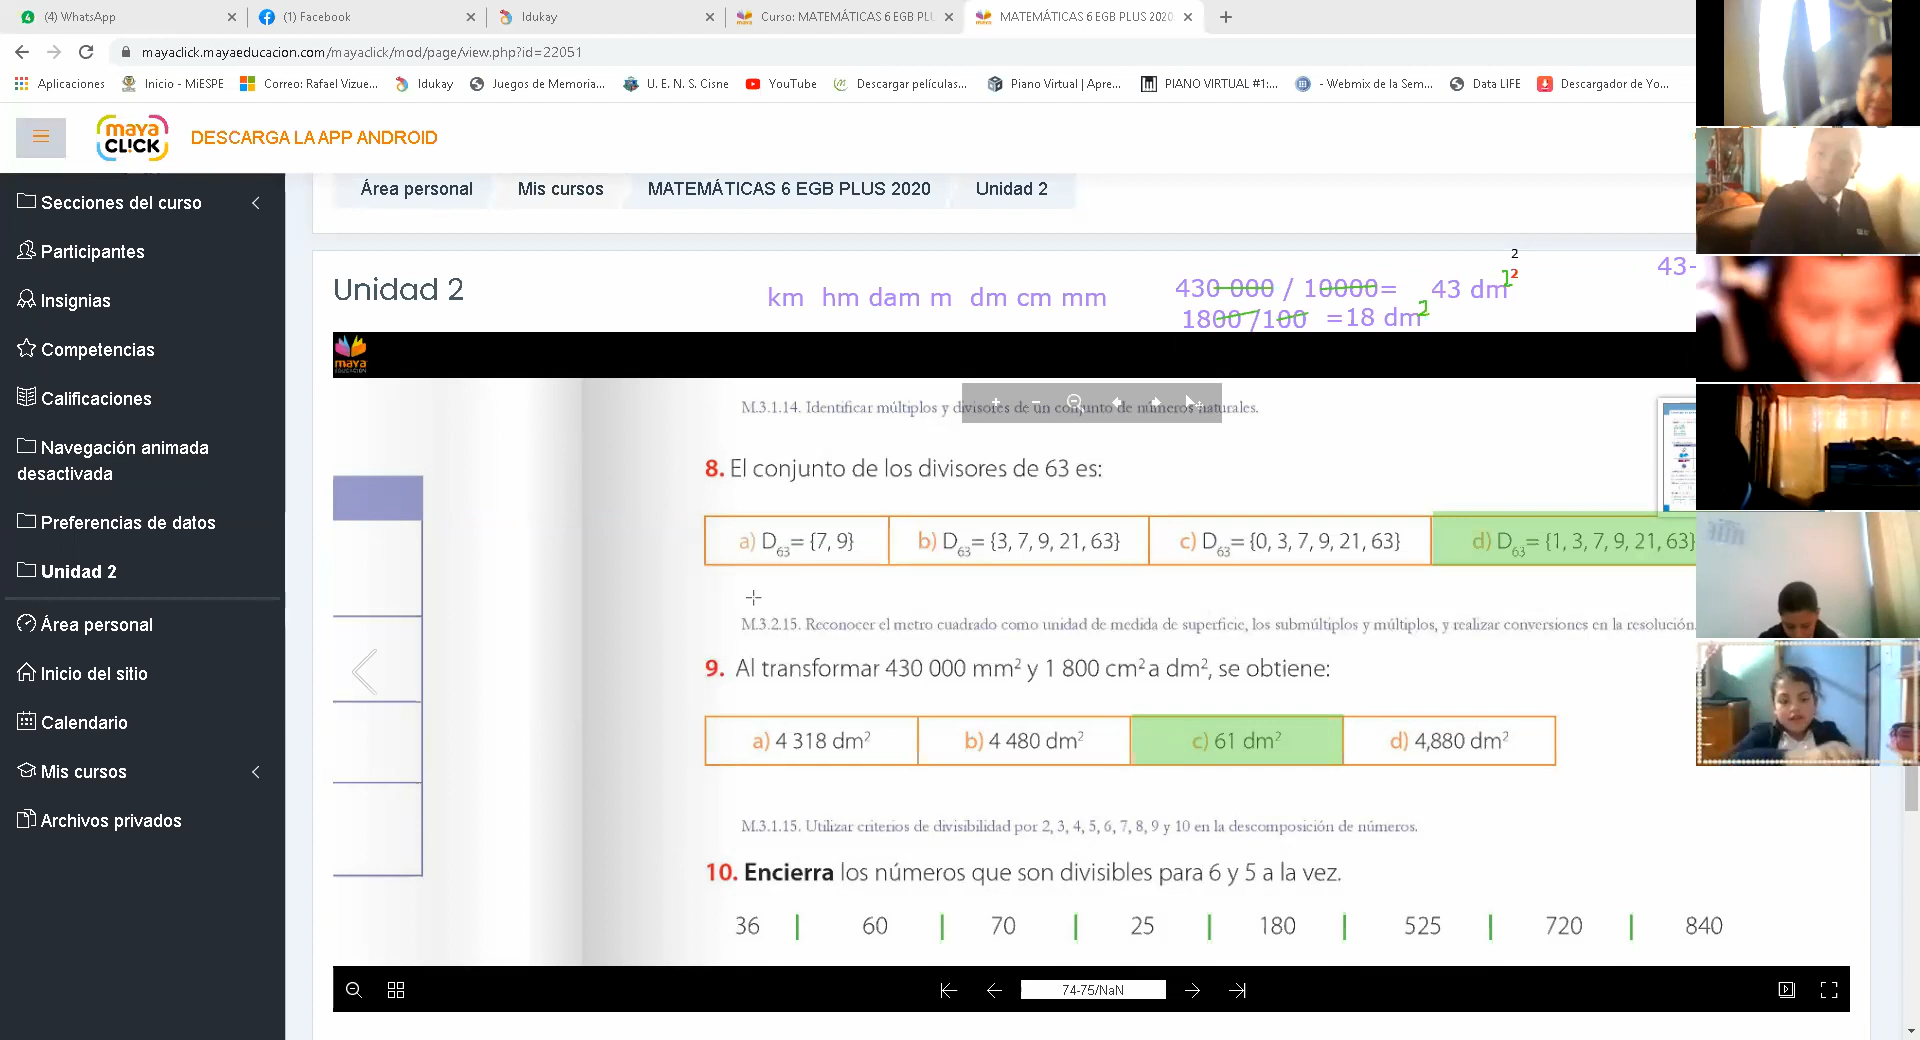 (4) WhatsApp
(1) Facebook
Idukay
Curso: MATEMÁTICAS 6 EGB PLU
MATEMÁTICAS 6 EGB PLUS 2020
mayaclick.mayaeducacion.com/mayaclick/mod/page/view.php?id=22051
Aplicaciones
Inicio - MiESPE
Correo: Rafael Vizue...
Idukay
Juegos de Memoria...
U. E. N. S. Cisne
YouTube
Descargar películas...
Piano Virtual | Apre...
PIANO VIRTUAL #1:...
- Webmix de la Sem...
Data LIFE
Descargador de Yo...
maya CLICK
DESCARGA LA APP ANDROID
Área personal
Mis cursos
MATEMÁTICAS 6 EGB PLUS 2020
Unidad 2
Secciones del curso
Participantes
Insignias
Competencias
Calificaciones
Navegación animada
desactivada
Preferencias de datos
Unidad 2
Área personal
Inicio del sitio
Calendario
Mis cursos
Archivos privados
Unidad 2
km hm dam m dm cm mm
430 000 / 10000= 43 dm²
2
2
1800 /100 =18 dm²
43-
maya
EDUCACIÓN
M.3.1.14. Identificar múltiplos y divisores de un conjunto de números naturales.
8. El conjunto de los divisores de 63 es:
a) D63= {7, 9}
b) D63= {3, 7, 9, 21, 63}
c) D63= {0, 3, 7, 9, 21, 63}
d) D63= {1, 3, 7, 9, 21, 63}
M.3.2.15. Reconocer el metro cuadrado como unidad de medida de superficie, los submúltiplos y múltiplos, y realizar conversiones en la resolución
9. Al transformar 430 000 mm² y 1 800 cm² a dm², se obtiene:
a) 4 318 dm²
b) 4 480 dm²
c) 61 dm²
d) 4,880 dm²
M.3.1.15. Utilizar criterios de divisibilidad por 2, 3, 4, 5, 6, 7, 8, 9 y 10 en la descomposición de números.
10. Encierra los números que son divisibles para 6 y 5 a la vez.
36 | 60 | 70 | 25 | 180 | 525 | 720 | 840
74-75/NaN